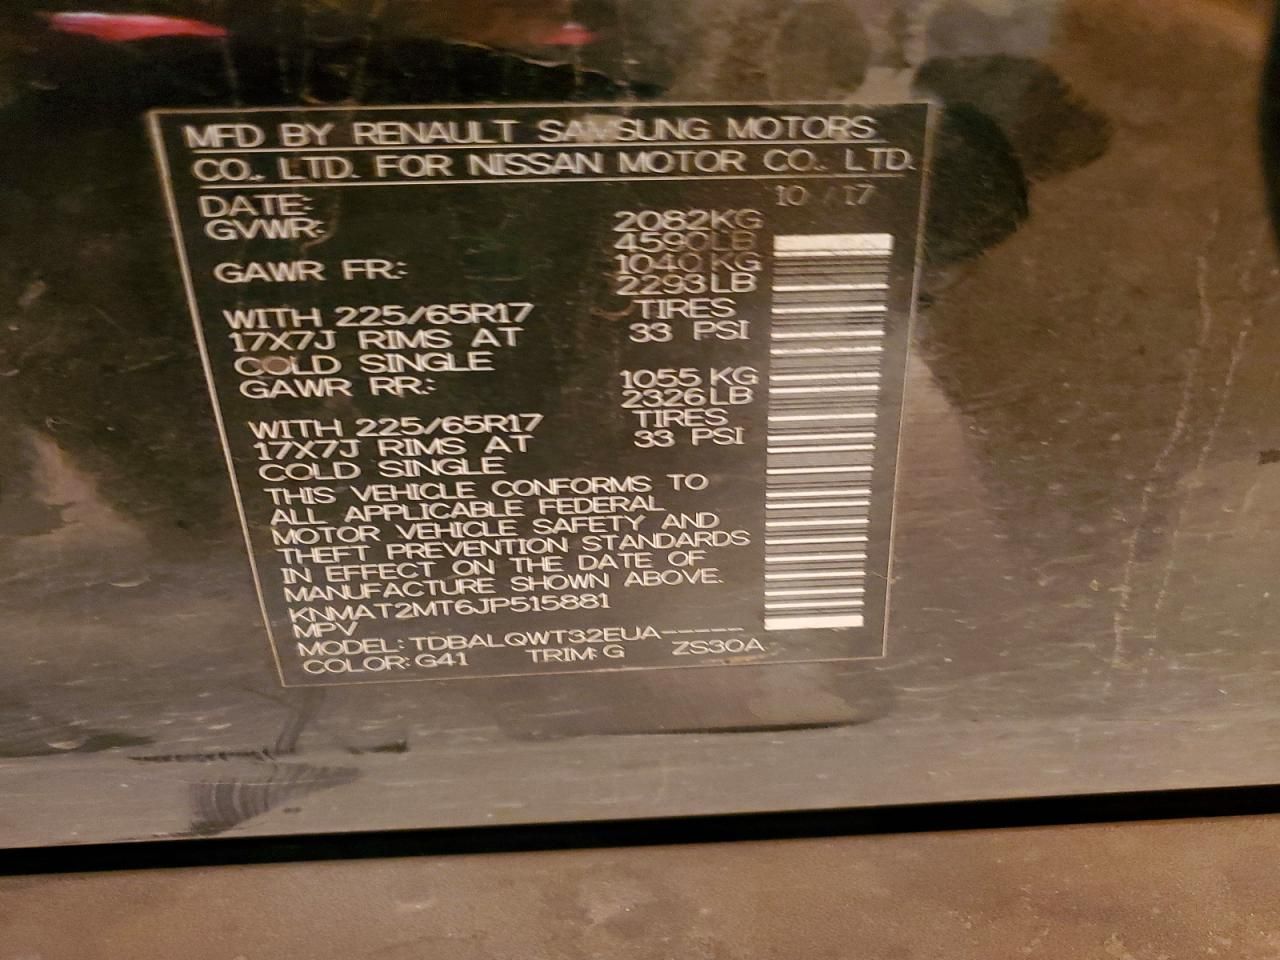 MFD BY RENAULT SAMSUNG MOTORS
CO., LTD. FOR NISSAN MOTOR CO., LTD.
DATE: 10 / 17
GVWR: 2082KG
4590LB
GAWR FR: 1040 KG
2293LB
WITH 225/65R17 TIRES
17X7J RIMS AT 33 PSI
COLD SINGLE
GAWR RR: 1055 KG
2326LB
WITH 225/65R17 TIRES
17X7J RIMS AT 33 PSI
COLD SINGLE
THIS VEHICLE CONFORMS TO
ALL APPLICABLE FEDERAL
MOTOR VEHICLE SAFETY AND
THEFT PREVENTION STANDARDS
IN EFFECT ON THE DATE OF
MANUFACTURE SHOWN ABOVE.
KNMAT2MT6JP515881
MPV
MODEL: TDBALQWT32EUA-----
COLOR: G41 TRIM: G ZS30A